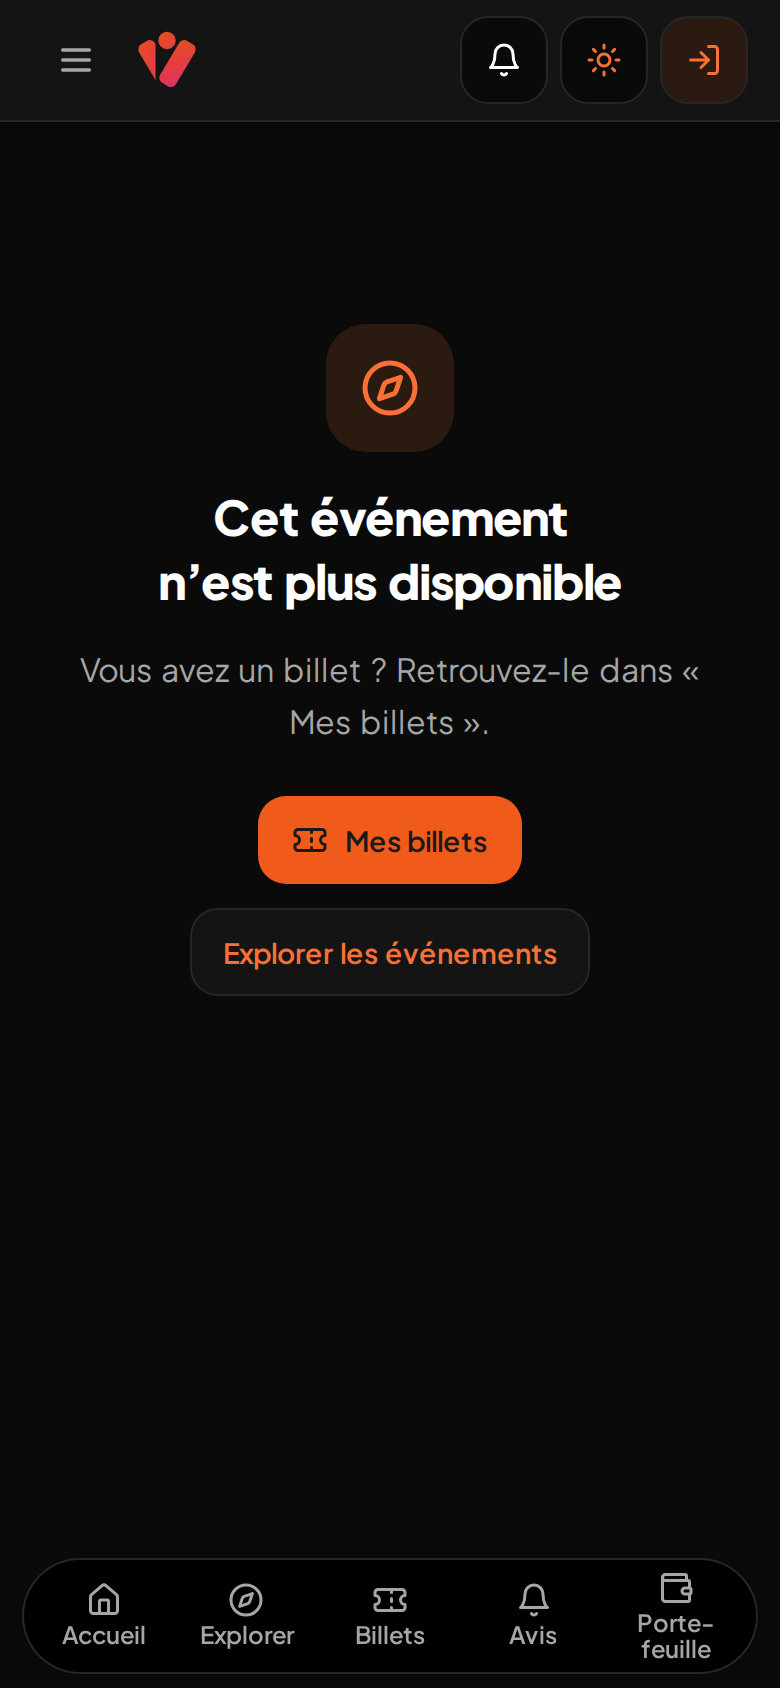 Cet événement
n’est plus disponible
Vous avez un billet ? Retrouvez-le dans «
Mes billets ».
Mes billets
Explorer les événements
Accueil
Explorer
Billets
Avis
Porte-
feuille